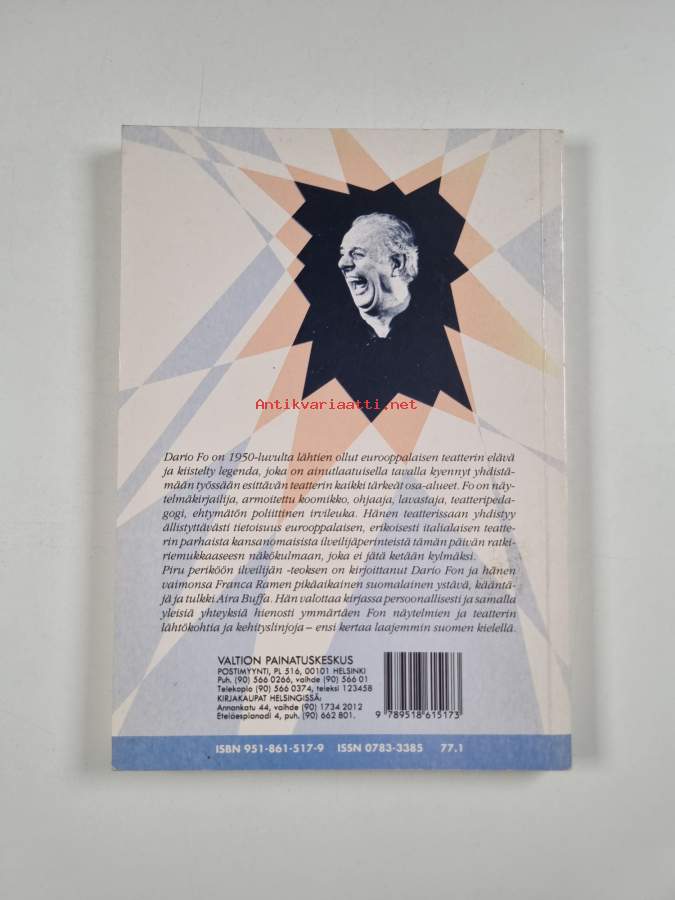 Antikvariaatti.net
Dario Fo on 1950-luvulta lähtien ollut eurooppalaisen teatterin elävä
ja kiistelty legenda, joka on ainutlaatuisella tavalla kyennyt yhdistä-
mään työssään esittävän teatterin kaikki tärkeät osa-alueet. Fo on näy-
telmäkirjailija, armoitettu koomikko, ohjaaja, lavastaja, teatteripeda-
gogi, ehtymätön poliittinen irvileuka. Hänen teatterissaan yhdistyy
ällistyttävästi tietoisuus eurooppalaisen, erikoisesti italialaisen teatte-
rin parhaista kansanomaisista ilveilijäperinteistä tämän päivän ratki-
riemukkaaseen näkökulmaan, joka ei jätä ketään kylmäksi.
Piru periköön ilveilijän -teoksen on kirjoittanut Dario Fon ja hänen
vaimonsa Franca Ramen pikäaikainen suomalainen ystävä, kääntä-
jä ja tulkki Aira Buffa. Hän valottaa kirjassa persoonallisesti ja samalla
yleisiä yhteyksiä hienosti ymmärtäen Fon näytelmien ja teatterin
lähtökohtia ja kehityslinjoja – ensi kertaa laajemmin suomen kielellä.
VALTION PAINATUSKESKUS
POSTIMYYNTI, PL 516, 00101 HELSINKI
Puh. (90) 566 0266, vaihde (90) 566 01
Telekopio (90) 566 0374, teleksi 123458
KIRJAKAUPAT HELSINGISSÄ:
Annankatu 44, vaihde (90) 1734 2012
Eteläesplanadi 4, puh. (90) 662 801.
9 789518 615173
ISBN 951-861-517-9 ISSN 0783-3385 77.1